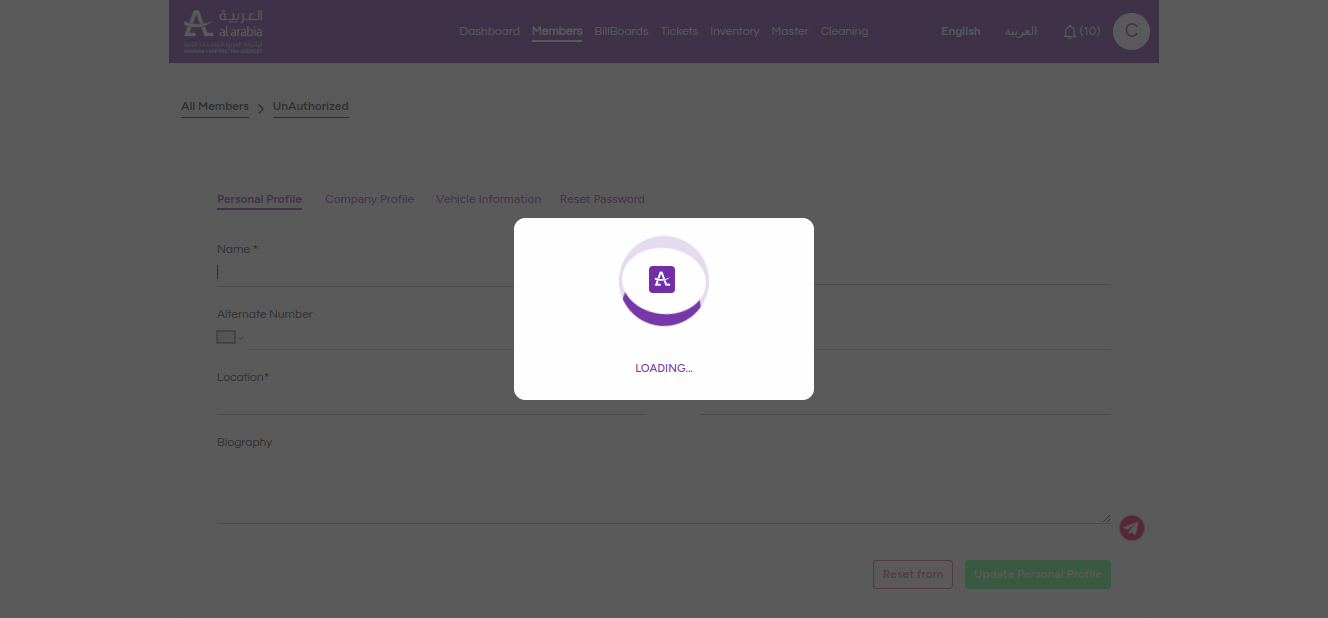 العربية
al arabia
Dashboard Members BillBoards Tickets Inventory Master Cleaning English العربية (10) C
All Members > UnAuthorized
Personal Profile Company Profile Vehicle Information Reset Password
Name *
Alternate Number
Location*
Biography
LOADING...
Reset from Update Personal Profile